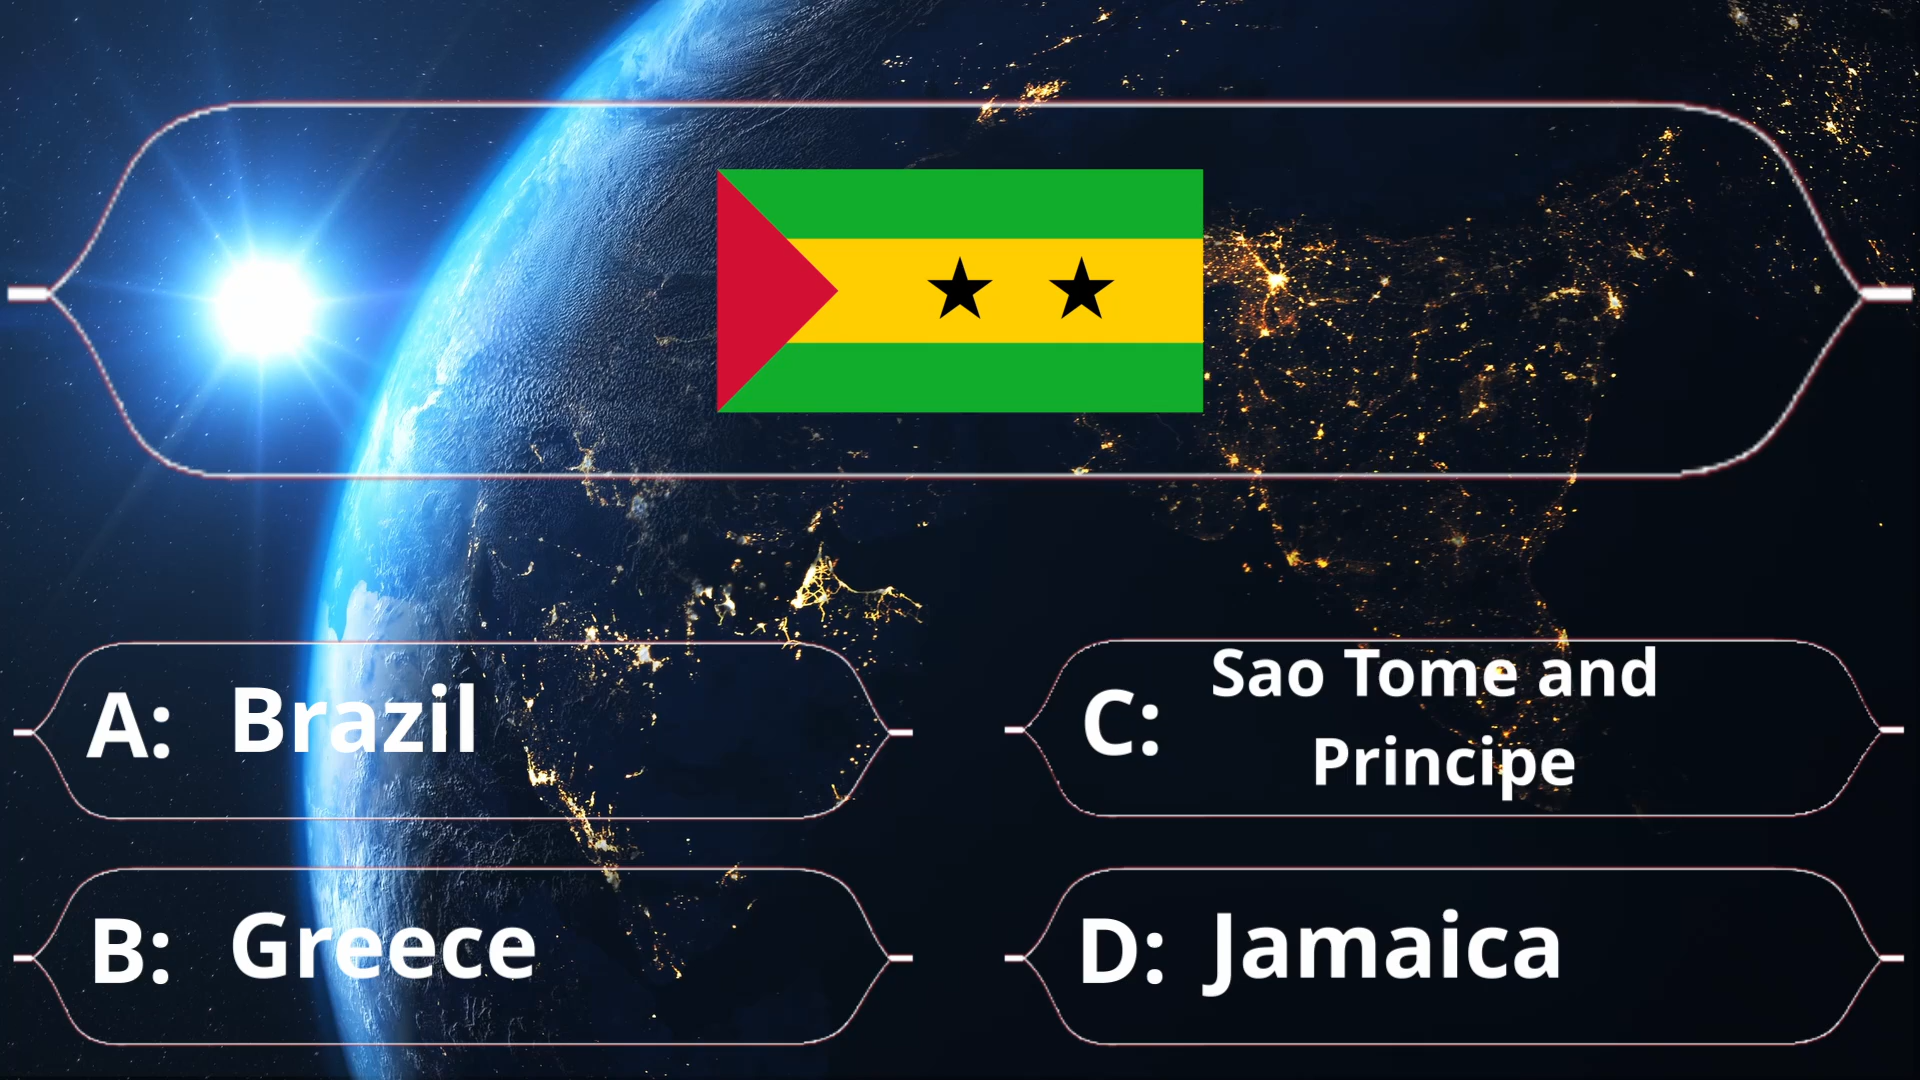 A: Brazil
C: Sao Tome and
Principe
B: Greece
D: Jamaica